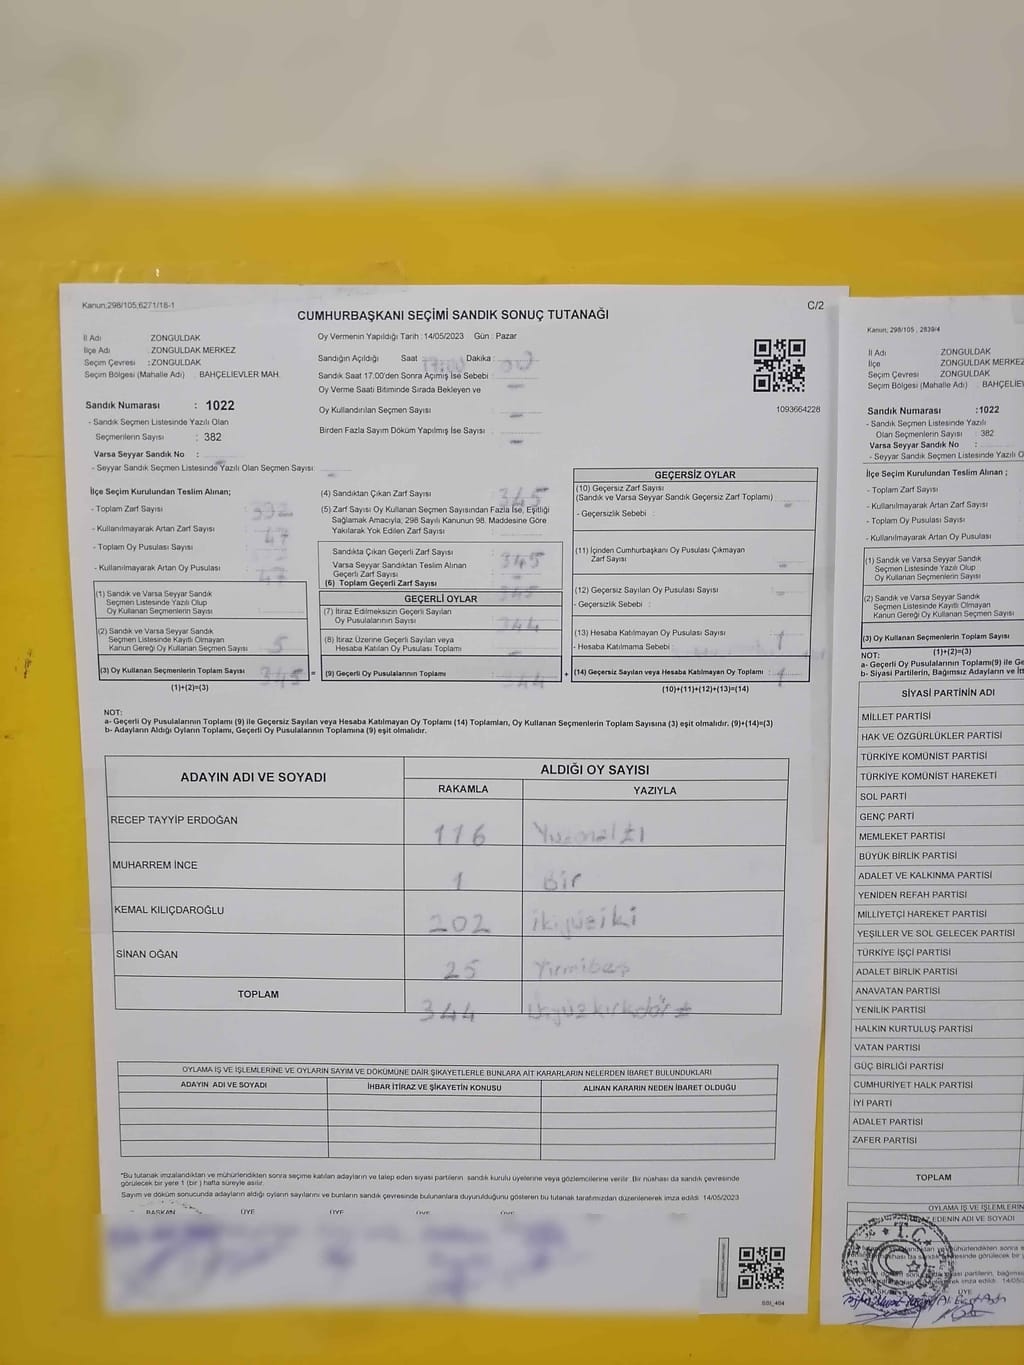 Kanun;298/105;6271/18-1
C/2
CUMHURBAŞKANI SEÇİMİ SANDIK SONUÇ TUTANAĞI
İl Adı ZONGULDAK
İlçe Adı : ZONGULDAK MERKEZ
Seçim Çevresi : ZONGULDAK
Seçim Bölgesi (Mahalle Adı) : BAHÇELİEVLER MAH.
Oy Vermenin Yapıldığı Tarih : 14/05/2023 Gün : Pazar
Sandığın Açıldığı Saat : 17:00 Dakika : 00
Sandık Saat 17.00'den Sonra Açımış İse Sebebi :
Oy Verme Saati Bitiminde Sırada Bekleyen ve
Oy Kullandırılan Seçmen Sayısı :
Birden Fazla Sayım Döküm Yapılmış İse Sayısı :
1093664228
Sandık Numarası : 1022
- Sandık Seçmen Listesinde Yazılı Olan
Seçmenlerin Sayısı : 382
Varsa Seyyar Sandık No :
- Seyyar Sandık Seçmen Listesinde Yazılı Olan Seçmen Sayısı:
İlçe Seçim Kurulundan Teslim Alınan;
- Toplam Zarf Sayısı :
- Kullanılmayarak Artan Zarf Sayısı : 47
- Toplam Oy Pusulası Sayısı :
- Kullanılmayarak Artan Oy Pusulası : 47
(1) Sandık ve Varsa Seyyar Sandık
Seçmen Listesinde Yazılı Olup
Oy Kullanan Seçmenlerin Sayısı :
(2) Sandık ve Varsa Seyyar Sandık
Seçmen Listesinde Kayıtlı Olmayan
Kanun Gereği Oy Kullanan Seçmen Sayısı : 5
(3) Oy Kullanan Seçmenlerin Toplam Sayısı : 345
(1)+(2)=(3)
(4) Sandıktan Çıkan Zarf Sayısı : 345
(5) Zarf Sayısı Oy Kullanan Seçmen Sayısından Fazla İse, Eşitliği
Sağlamak Amacıyla; 298 Sayılı Kanunun 98. Maddesine Göre
Yakılarak Yok Edilen Zarf Sayısı :
Sandıkta Çıkan Geçerli Zarf Sayısı : 345
Varsa Seyyar Sandıktan Teslim Alınan
Geçerli Zarf Sayısı : -
(6) Toplam Geçerli Zarf Sayısı : 345
GEÇERLİ OYLAR
(7) İtiraz Edilmeksizin Geçerli Sayılan
Oy Pusulalarının Sayısı : 344
(8) İtiraz Üzerine Geçerli Sayılan veya
Hesaba Katılan Oy Pusulası Toplamı : -
= (9) Geçerli Oy Pusulalarının Toplamı : 344
GEÇERSİZ OYLAR
(10) Geçersiz Zarf Sayısı
(Sandık ve Varsa Seyyar Sandık Geçersiz Zarf Toplamı) :
- Geçersizlik Sebebi :
(11) İçinden Cumhurbaşkanı Oy Pusulası Çıkmayan
Zarf Sayısı : -
(12) Geçersiz Sayılan Oy Pusulası Sayısı : -
- Geçersizlik Sebebi :
(13) Hesaba Katılmayan Oy Pusulası Sayısı : 1
- Hesaba Katılmama Sebebi :
+ (14) Geçersiz Sayılan veya Hesaba Katılmayan Oy Toplamı : 1
(10)+(11)+(12)+(13)=(14)
NOT:
a- Geçerli Oy Pusulalarının Toplamı (9) ile Geçersiz Sayılan veya Hesaba Katılmayan Oy Toplamı (14) Toplamları, Oy Kullanan Seçmenlerin Toplam Sayısına (3) eşit olmalıdır. (9)+(14)=(3)
b- Adayların Aldığı Oyların Toplamı, Geçerli Oy Pusulalarının Toplamına (9) eşit olmalıdır.
ADAYIN ADI VE SOYADI
ALDIĞI OY SAYISI
RAKAMLA YAZIYLA
RECEP TAYYİP ERDOĞAN 116 Yüzonaltı
MUHARREM İNCE 1 Bir
KEMAL KILIÇDAROĞLU 202 ikiyüziki
SİNAN OĞAN 25 Yirmibeş
TOPLAM 344 Üçyüzkırkdört
OYLAMA İŞ VE İŞLEMLERİNE VE OYLARIN SAYIM VE DÖKÜMÜNE DAİR ŞİKAYETLERLE BUNLARA AİT KARARLARIN NELERDEN İBARET BULUNDUKLARI
ADAYIN ADI VE SOYADI İHBAR İTİRAZ VE ŞİKAYETİN KONUSU ALINAN KARARIN NEDEN İBARET OLDUĞU
*Bu tutanak imzalandıktan ve mühürlendikten sonra seçime katılan adayların ve talep eden siyasi partilerin sandık kurulu üyelerine veya gözlemcilerine verilir. Bir nüshası da sandık çevresinde
görülecek bir yere 1 (bir ) hafta süreyle asılır.
Sayım ve döküm sonucunda adayların aldığı oyların sayılarını ve bunların sandık çevresinde bulunanlara duyurulduğunu gösteren bu tutanak tarafımızdan düzenlenerek imza edildi. 14/05/2023
BAŞKAN ÜYE ÜYE ÜYE ÜYE
Kanun; 298/105 , 2839/4
İl Adı ZONGULDAK
İlçe ZONGULDAK MERKEZ
Seçim Çevresi ZONGULDAK
Seçim Bölgesi (Mahalle Adı) : BAHÇELİEV
Sandık Numarası :1022
- Sandık Seçmen Listesinde Yazılı
Olan Seçmenlerin Sayısı : 382
Varsa Seyyar Sandık No :
- Seyyar Sandık Seçmen Listesinde Yazılı O
İlçe Seçim Kurulundan Teslim Alınan ;
- Toplam Zarf Sayısı :
- Kullanılmayarak Artan Zarf Sayısı :
- Toplam Oy Pusulası Sayısı :
- Kullanılmayarak Artan Oy Pusulası
(1) Sandık ve Varsa Seyyar Sandık
Seçmen Listesinde Yazılı Olup
Oy Kullanan Seçmenlerin Sayısı
(2) Sandık ve Varsa Seyyar Sandık
Seçmen Listesinde Kayıtlı Olmayan
Kanun Gereği Oy Kullanan Seçmen Sayısı
(3) Oy Kullanan Seçmenlerin Toplam Sayısı
(1)+(2)=(3)
NOT:
a- Geçerli Oy Pusulalarının Toplamı(9) ile Ge
b- Siyasi Partilerin, Bağımsız Adayların ve İtt
SİYASİ PARTİNİN ADI
MİLLET PARTİSİ
HAK VE ÖZGÜRLÜKLER PARTİSİ
TÜRKİYE KOMÜNİST PARTİSİ
TÜRKİYE KOMÜNİST HAREKETİ
SOL PARTİ
GENÇ PARTİ
MEMLEKET PARTİSİ
BÜYÜK BİRLİK PARTİSİ
ADALET VE KALKINMA PARTİSİ
YENİDEN REFAH PARTİSİ
MİLLİYETÇİ HAREKET PARTİSİ
YEŞİLLER VE SOL GELECEK PARTİSİ
TÜRKİYE İŞÇİ PARTİSİ
ADALET BİRLİK PARTİSİ
ANAVATAN PARTİSİ
YENİLİK PARTİSİ
HALKIN KURTULUŞ PARTİSİ
VATAN PARTİSİ
GÜÇ BİRLİĞİ PARTİSİ
CUMHURİYET HALK PARTİSİ
İYİ PARTİ
ADALET PARTİSİ
ZAFER PARTİSİ
TOPLAM
OYLAMA İŞ VE İŞLEMLERİN
EDENİN ADI VE SOYADI
T.C.
ÜYE